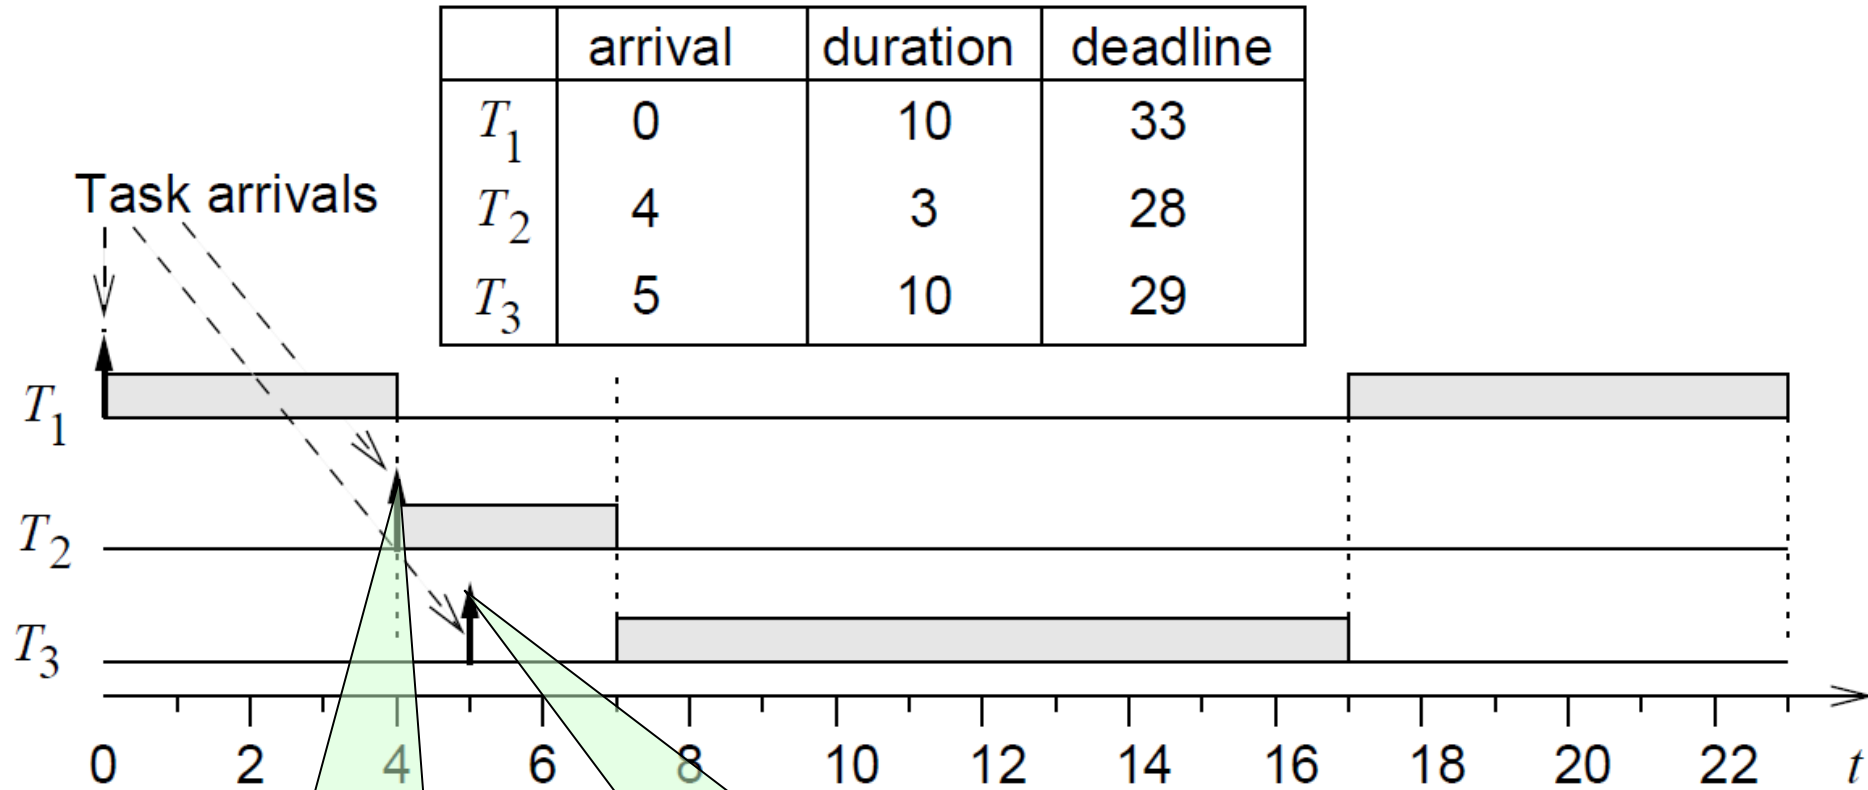 arrival duration deadline
T1 0 10 33
T2 4 3 28
T3 5 10 29
Task arrivals
T1
T2
T3
0 2 4 6 8 10 12 14 16 18 20 22 t